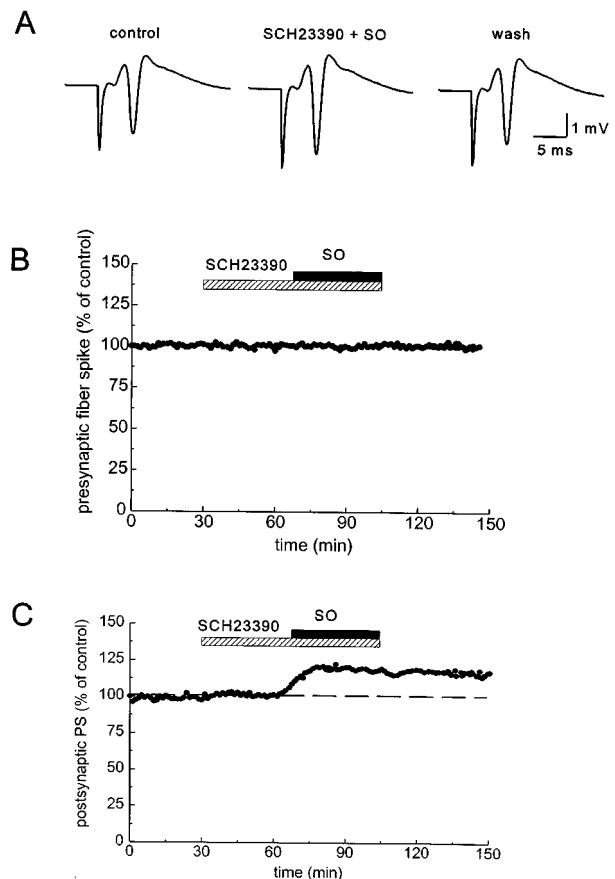 A
control
SCH23390 + SO
wash
1 mV
5 ms
B
presynaptic fiber spike (% of control)
150
125
100
75
50
25
0
SO
SCH23390
0
30
60
90
120
150
time (min)
C
postsynaptic PS (% of control)
150
125
100
75
50
25
0
SO
SCH23390
0
30
60
90
120
150
time (min)